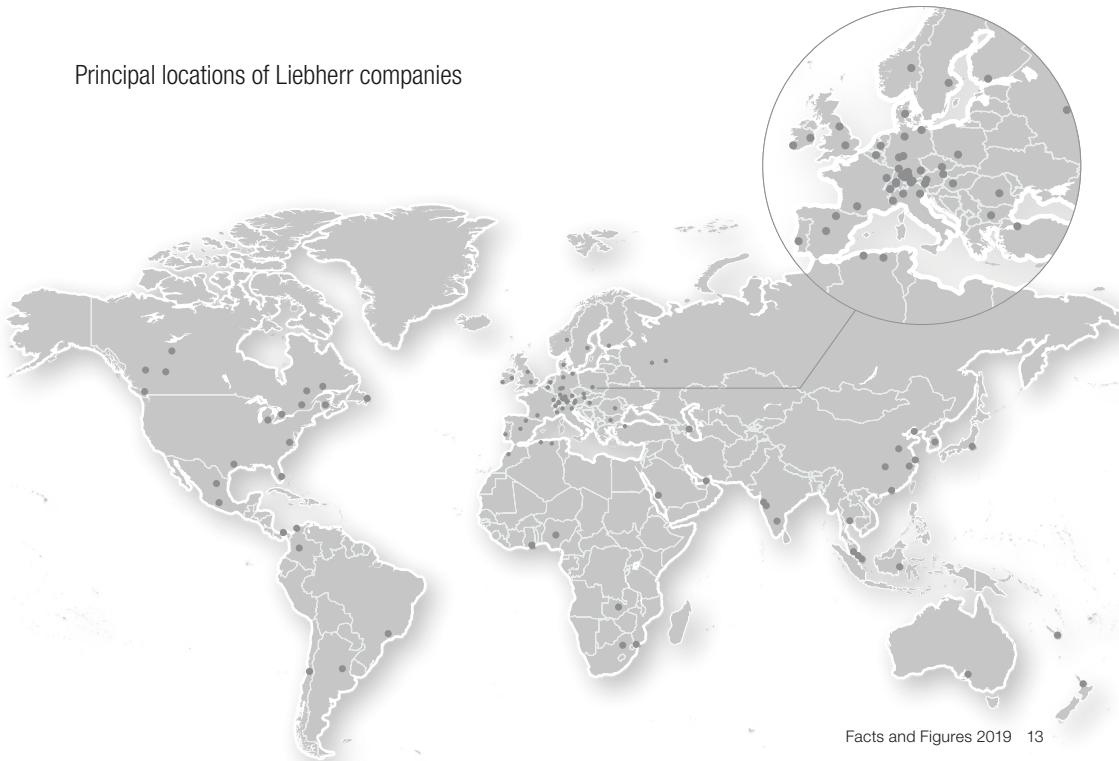 Principal locations of Liebherr companies
Facts and Figures 2019 13